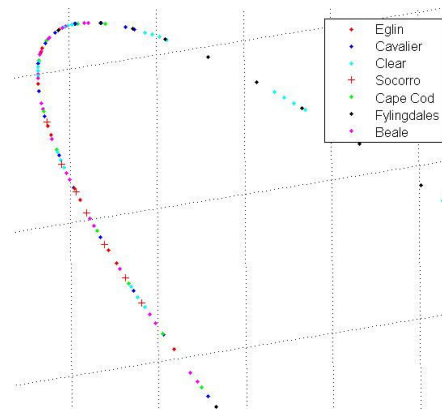 Eglin
Cavalier
Clear
Socorro
Cape Cod
Fylingdales
Beale